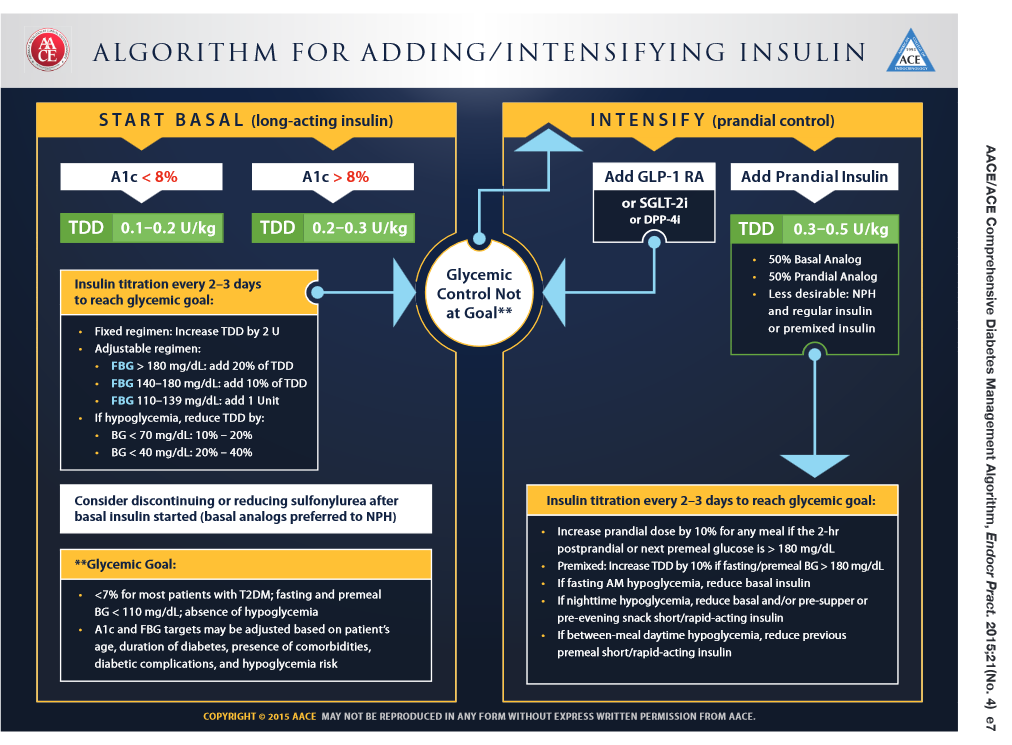 AACE
ALGORITHM FOR ADDING/INTENSIFYING INSULIN
ACE
START BASAL (long-acting insulin)
A1c < 8%
A1c > 8%
TDD 0.1–0.2 U/kg
TDD 0.2–0.3 U/kg
Insulin titration every 2–3 days
to reach glycemic goal:
• Fixed regimen: Increase TDD by 2 U
• Adjustable regimen:
• FBG > 180 mg/dL: add 20% of TDD
• FBG 140–180 mg/dL: add 10% of TDD
• FBG 110–139 mg/dL: add 1 Unit
• If hypoglycemia, reduce TDD by:
• BG < 70 mg/dL: 10% – 20%
• BG < 40 mg/dL: 20% – 40%
Consider discontinuing or reducing sulfonylurea after
basal insulin started (basal analogs preferred to NPH)
**Glycemic Goal:
• <7% for most patients with T2DM; fasting and premeal
BG < 110 mg/dL; absence of hypoglycemia
• A1c and FBG targets may be adjusted based on patient's
age, duration of diabetes, presence of comorbidities,
diabetic complications, and hypoglycemia risk
Glycemic
Control Not
at Goal**
INTENSIFY (prandial control)
Add GLP-1 RA
or SGLT-2i
or DPP-4i
Add Prandial Insulin
TDD 0.3–0.5 U/kg
• 50% Basal Analog
• 50% Prandial Analog
• Less desirable: NPH
and regular insulin
or premixed insulin
Insulin titration every 2–3 days to reach glycemic goal:
• Increase prandial dose by 10% for any meal if the 2-hr
postprandial or next premeal glucose is > 180 mg/dL
• Premixed: Increase TDD by 10% if fasting/premeal BG > 180 mg/dL
• If fasting AM hypoglycemia, reduce basal insulin
• If nighttime hypoglycemia, reduce basal and/or pre-supper or
pre-evening snack short/rapid-acting insulin
• If between-meal daytime hypoglycemia, reduce previous
premeal short/rapid-acting insulin
COPYRIGHT © 2015 AACE MAY NOT BE REPRODUCED IN ANY FORM WITHOUT EXPRESS WRITTEN PERMISSION FROM AACE.
AACE/ACE Comprehensive Diabetes Management Algorithm, Endocr Pract. 2015;21(No. 4) e7